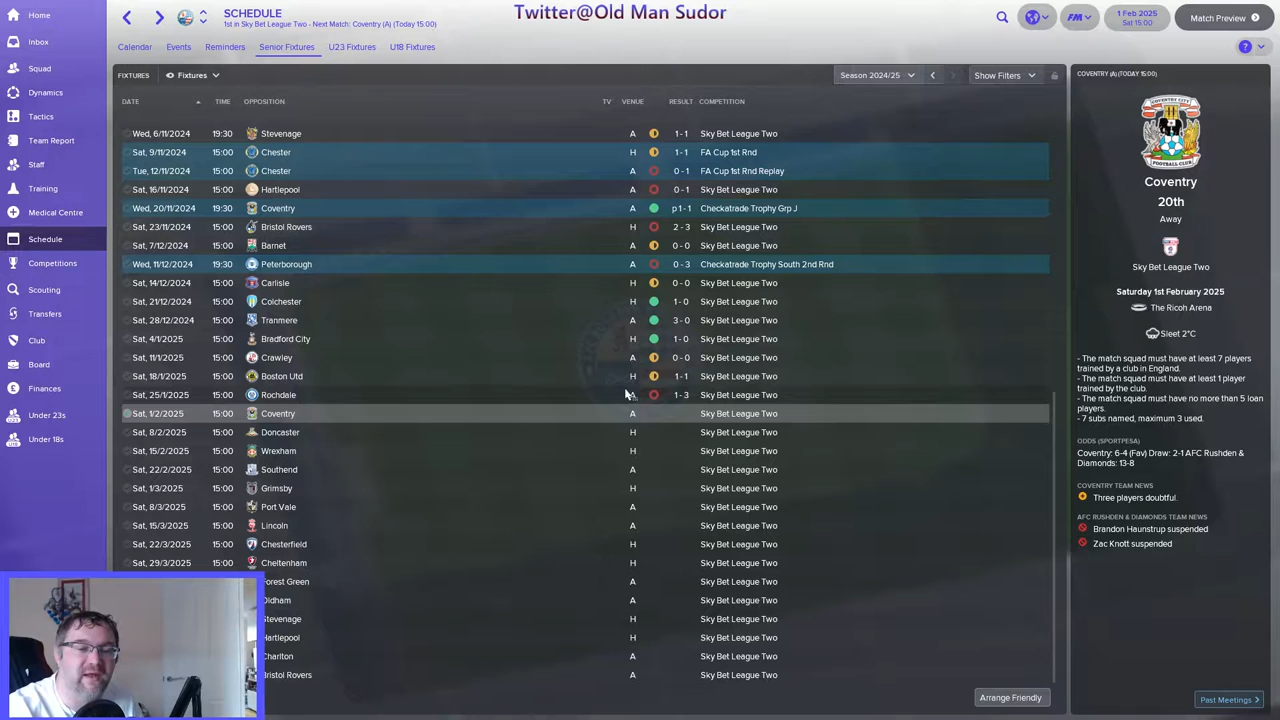 Twitter@Old Man Sudor
Home
Inbox
Squad
Dynamics
Tactics
Team Report
Staff
Training
Medical Centre
Schedule
Competitions
Scouting
Transfers
Club
Board
Finances
Under 23s
Under 18s
SCHEDULE
1st in Sky Bet League Two - Next Match: Coventry (A) (Today 15:00)
FM
1 Feb 2025
Sat 15:00
Match Preview
Calendar Events Reminders Senior Fixtures U23 Fixtures U18 Fixtures
?
FIXTURES Fixtures Season 2024/25 Show Filters
DATE TIME OPPOSITION TV VENUE RESULT COMPETITION
Wed, 6/11/2024 19:30 Stevenage A 1 - 1 Sky Bet League Two
Sat, 9/11/2024 15:00 Chester H 1 - 1 FA Cup 1st Rnd
Tue, 12/11/2024 15:00 Chester A 0 - 1 FA Cup 1st Rnd Replay
Sat, 16/11/2024 15:00 Hartlepool A 0 - 1 Sky Bet League Two
Wed, 20/11/2024 19:30 Coventry A p 1 - 1 Checkatrade Trophy Grp J
Sat, 23/11/2024 15:00 Bristol Rovers H 2 - 3 Sky Bet League Two
Sat, 7/12/2024 15:00 Barnet A 0 - 0 Sky Bet League Two
Wed, 11/12/2024 19:30 Peterborough A 0 - 3 Checkatrade Trophy South 2nd Rnd
Sat, 14/12/2024 15:00 Carlisle H 0 - 0 Sky Bet League Two
Sat, 21/12/2024 15:00 Colchester H 1 - 0 Sky Bet League Two
Sat, 28/12/2024 15:00 Tranmere A 3 - 0 Sky Bet League Two
Sat, 4/1/2025 15:00 Bradford City H 1 - 0 Sky Bet League Two
Sat, 11/1/2025 15:00 Crawley A 0 - 0 Sky Bet League Two
Sat, 18/1/2025 15:00 Boston Utd H 1 - 1 Sky Bet League Two
Sat, 25/1/2025 15:00 Rochdale A 1 - 3 Sky Bet League Two
Sat, 1/2/2025 15:00 Coventry A Sky Bet League Two
Sat, 8/2/2025 15:00 Doncaster H Sky Bet League Two
Sat, 15/2/2025 15:00 Wrexham H Sky Bet League Two
Sat, 22/2/2025 15:00 Southend A Sky Bet League Two
Sat, 1/3/2025 15:00 Grimsby H Sky Bet League Two
Sat, 8/3/2025 15:00 Port Vale A Sky Bet League Two
Sat, 15/3/2025 15:00 Lincoln A Sky Bet League Two
Sat, 22/3/2025 15:00 Chesterfield H Sky Bet League Two
Sat, 29/3/2025 15:00 Cheltenham H Sky Bet League Two
Forest Green A Sky Bet League Two
Oldham A Sky Bet League Two
Stevenage H Sky Bet League Two
Hartlepool H Sky Bet League Two
Charlton A Sky Bet League Two
Bristol Rovers A Sky Bet League Two
Arrange Friendly
COVENTRY (A) (TODAY 15:00)
COVENTRY CITY
FOOTBALL CLUB
Coventry
20th
Away
Sky Bet League Two
Saturday 1st February 2025
The Ricoh Arena
Sleet 2°C
- The match squad must have at least 7 players
trained by a club in England.
- The match squad must have at least 1 player
trained by the club.
- The match squad must have no more than 5 loan
players.
- 7 subs named, maximum 3 used.
ODDS (SPORTPESA)
Coventry: 6-4 (Fav) Draw: 2-1 AFC Rushden &
Diamonds: 13-8
COVENTRY TEAM NEWS
Three players doubtful.
AFC RUSHDEN & DIAMONDS TEAM NEWS
Brandon Haunstrup suspended
Zac Knott suspended
Past Meetings